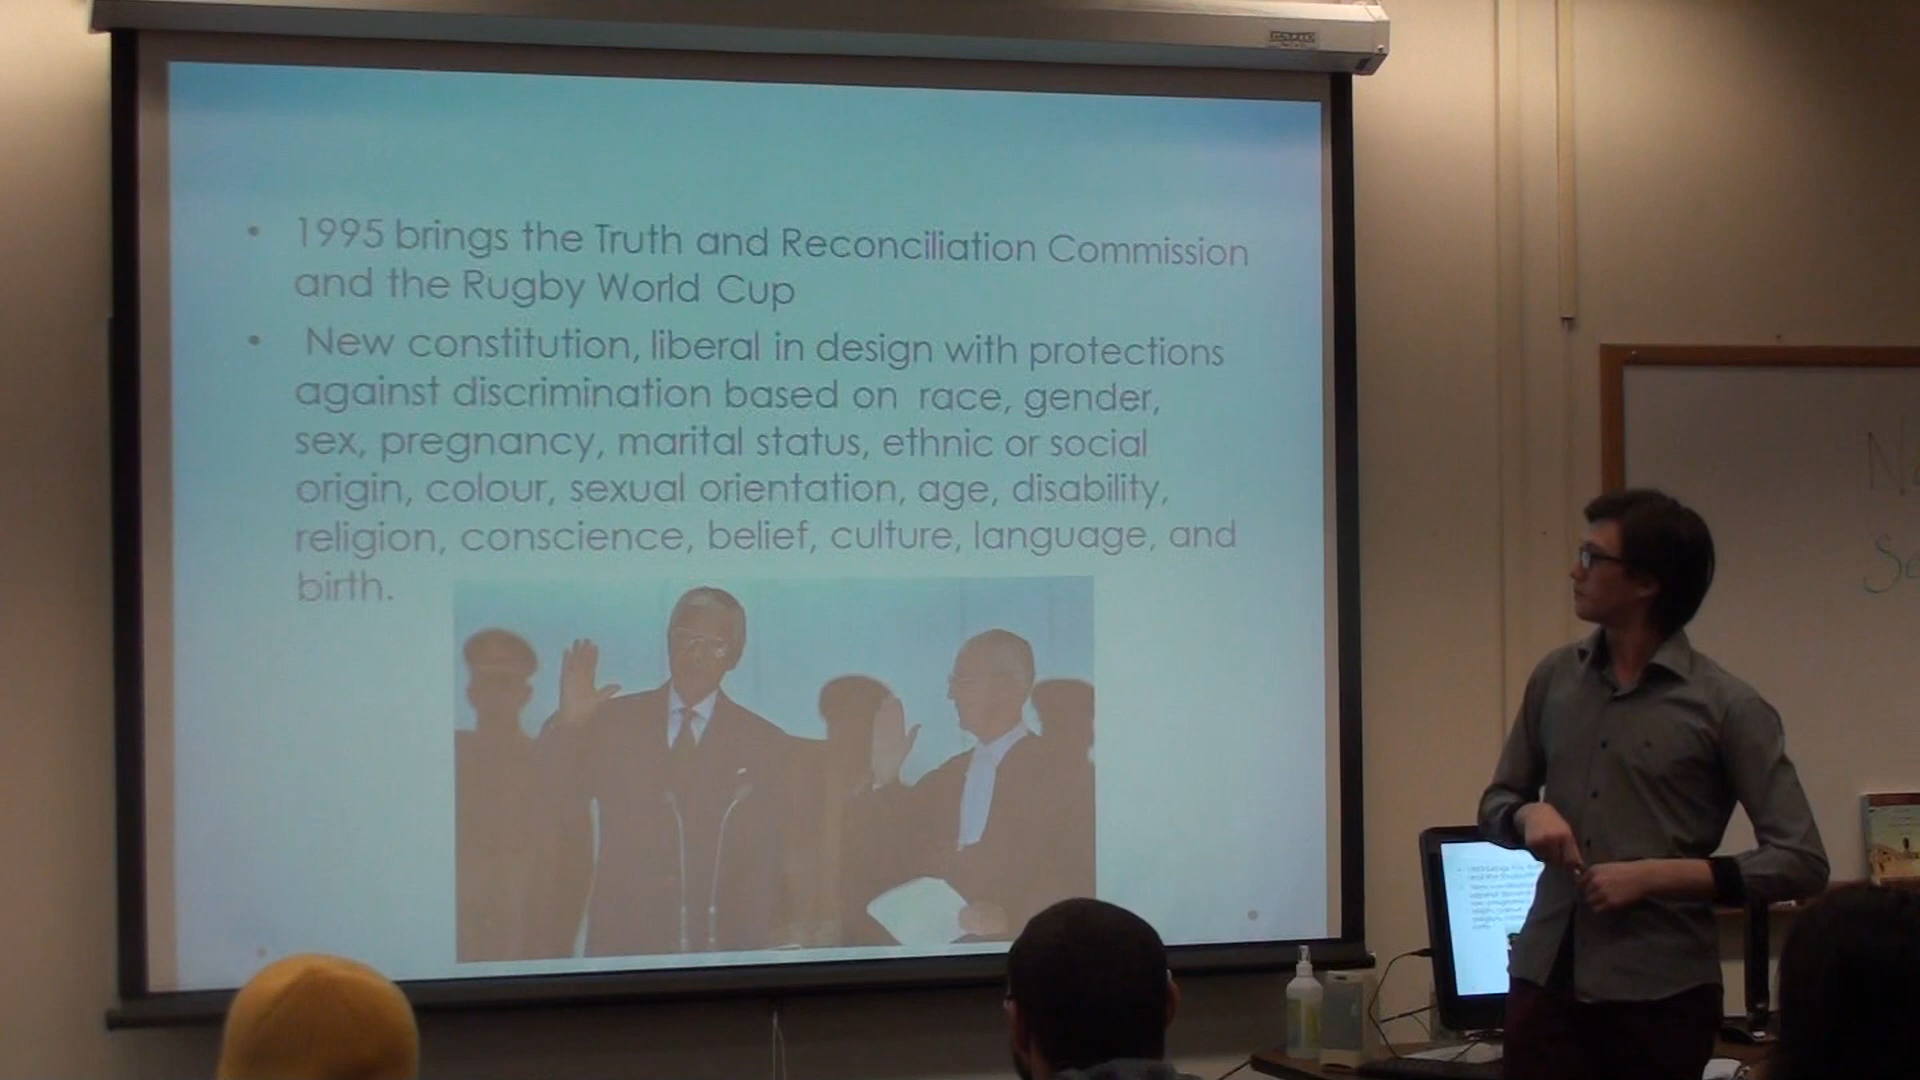 • 1995 brings the Truth and Reconciliation Commission
and the Rugby World Cup
• New constitution, liberal in design with protections
against discrimination based on race, gender,
sex, pregnancy, marital status, ethnic or social
origin, colour, sexual orientation, age, disability,
religion, conscience, belief, culture, language, and
birth.